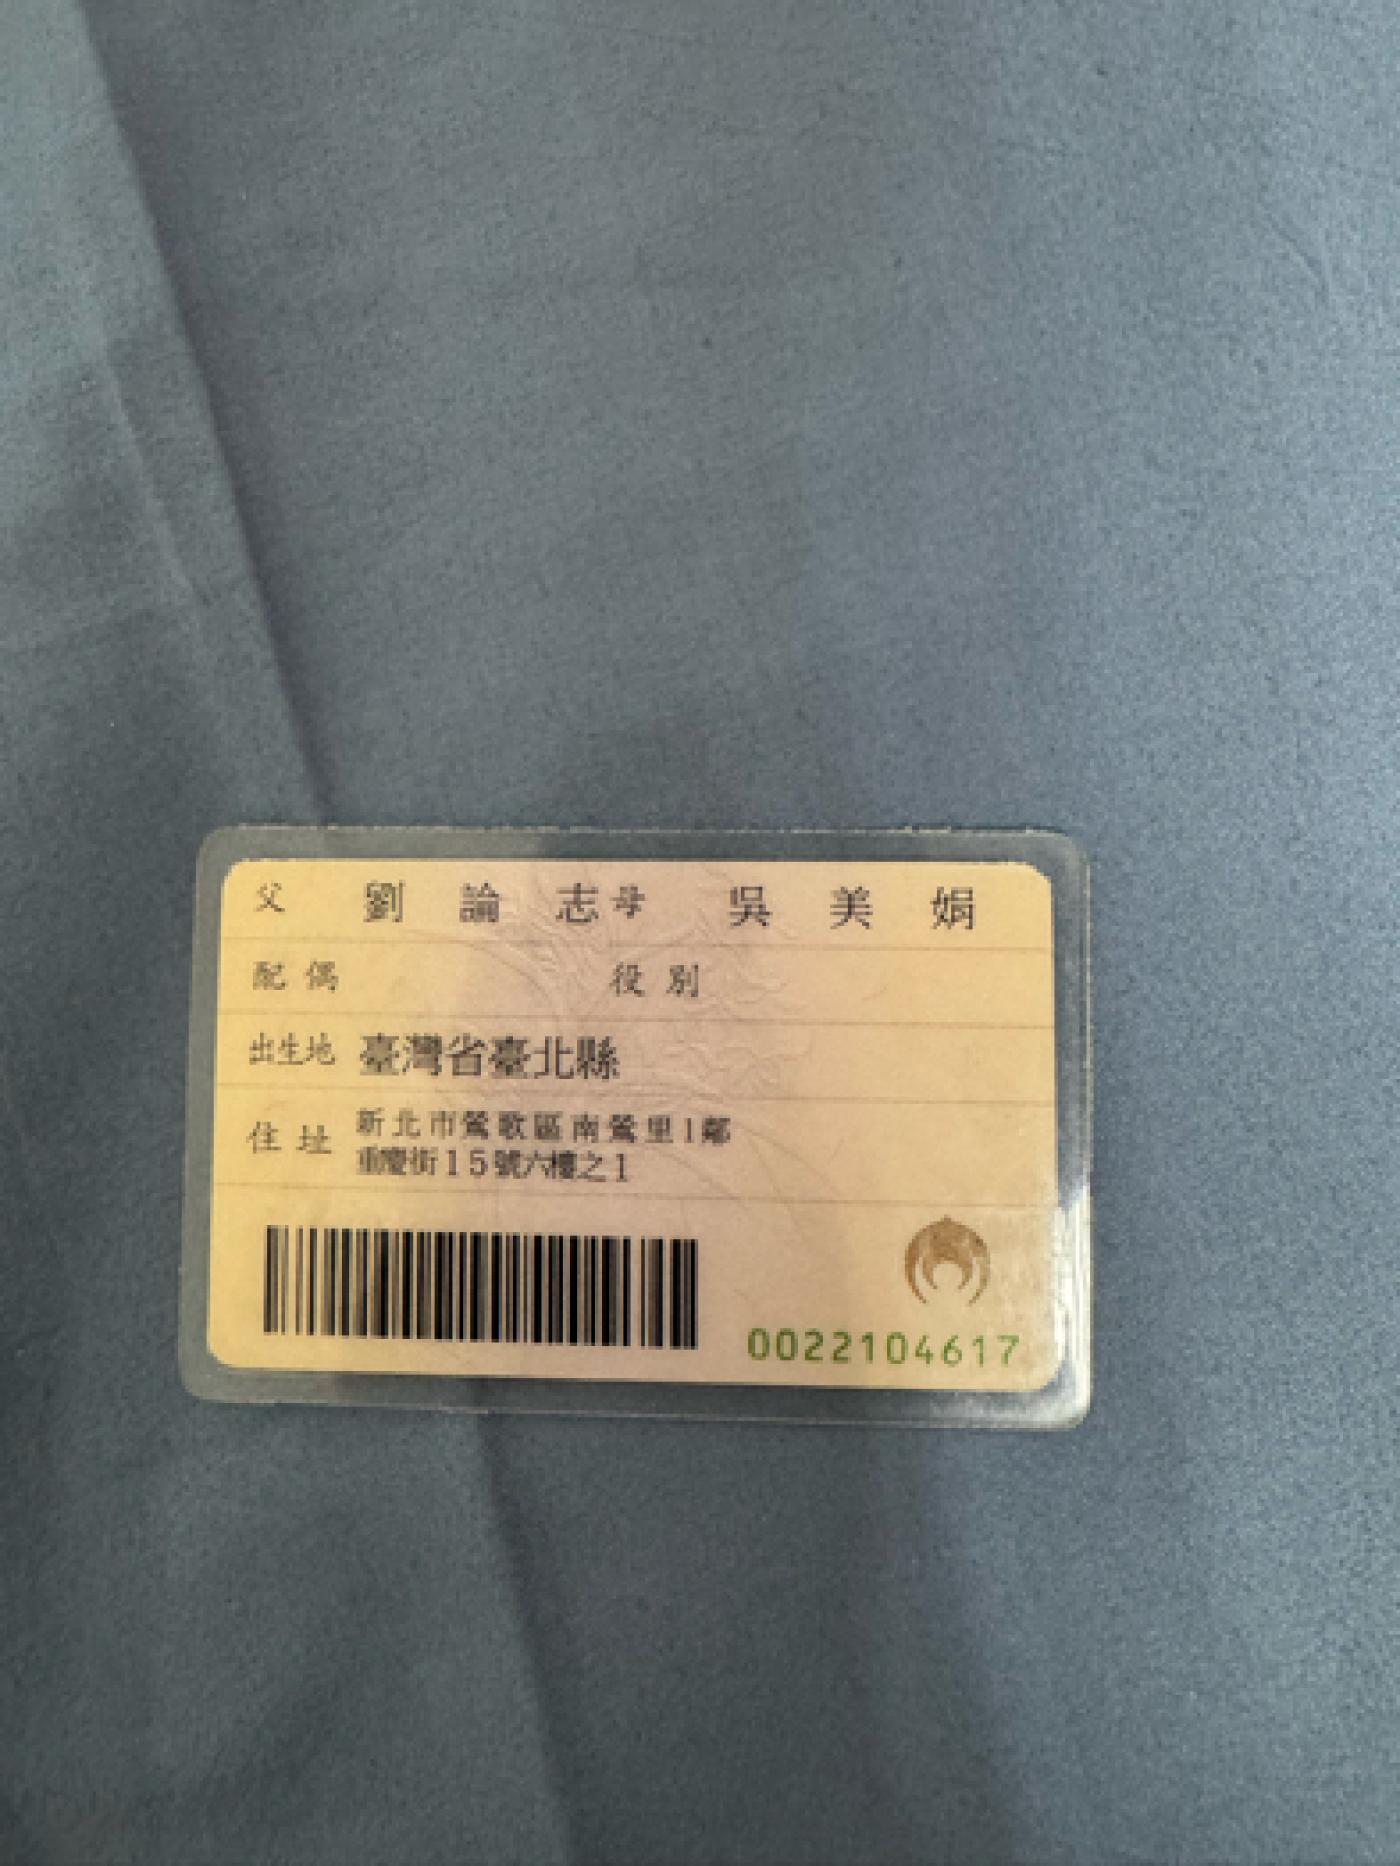 父 劉論志 母 吳美娟
配偶 役別
出生地 臺灣省臺北縣
住址 新北市鶯歌區南鶯里1鄰
重慶街15號六樓之1
0022104617